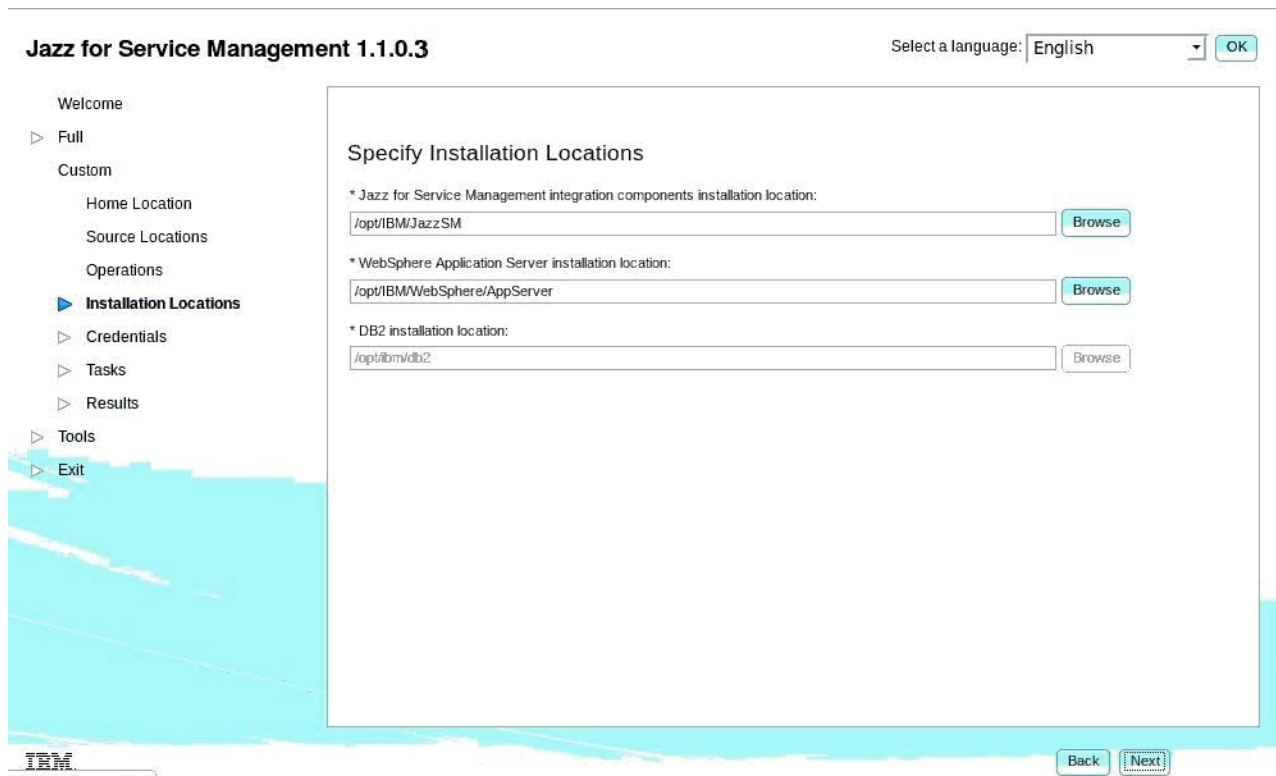 Jazz for Service Management 1.1.0.3
Select a language: English OK
Welcome
Full
Custom
Home Location
Source Locations
Operations
Installation Locations
Credentials
Tasks
Results
Tools
Exit
Specify Installation Locations
* Jazz for Service Management integration components installation location:
/opt/IBM/JazzSM Browse
* WebSphere Application Server installation location:
/opt/IBM/WebSphere/AppServer Browse
* DB2 installation location:
/opt/ibm/db2 Browse
IBM.
Back Next